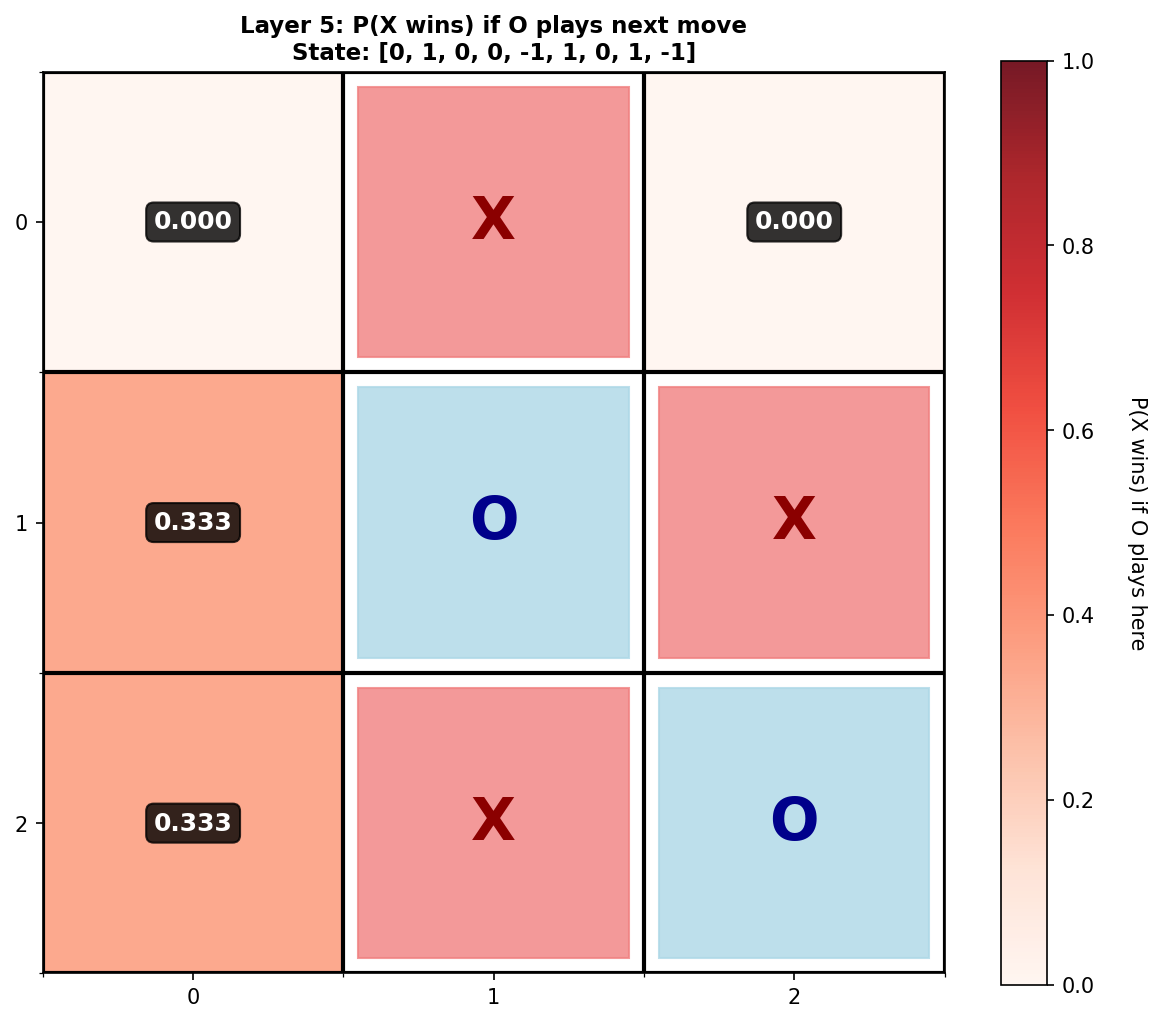 Layer 5: P(X wins) if O plays next move
State: [0, 1, 0, 0, -1, 1, 0, 1, -1]
0
0.000
X
0.000
1
0.333
O
X
2
0.333
X
O
0
1
2
1.0
0.8
0.6
0.4
0.2
0.0
P(X wins) if O plays here